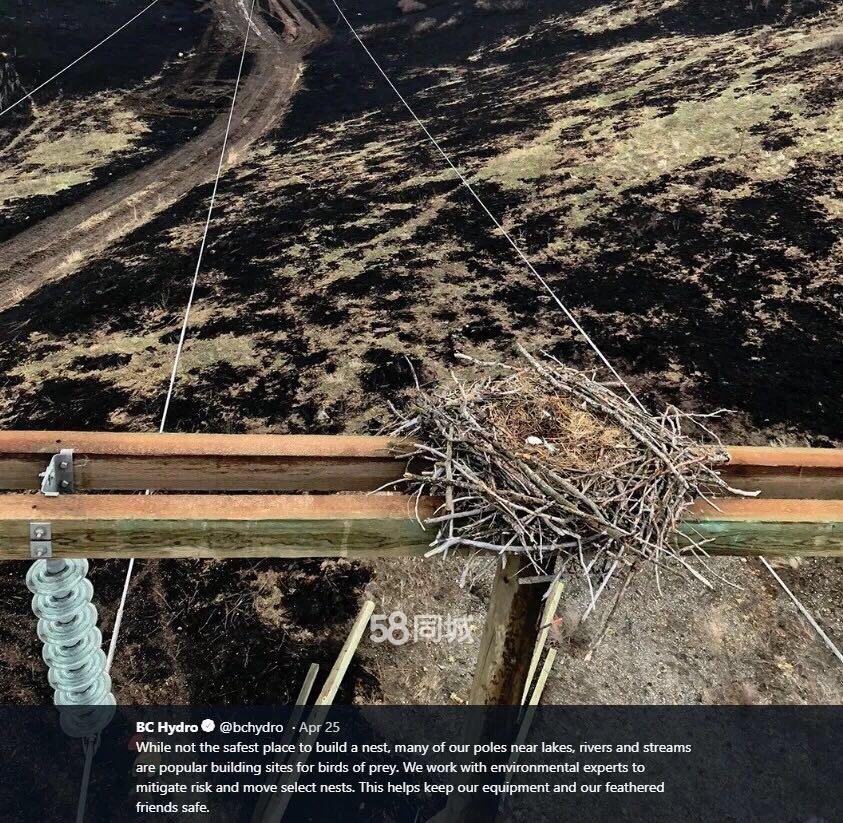 58同城
BC Hydro @bchydro · Apr 25
While not the safest place to build a nest, many of our poles near lakes, rivers and streams
are popular building sites for birds of prey. We work with environmental experts to
mitigate risk and move select nests. This helps keep our equipment and our feathered
friends safe.